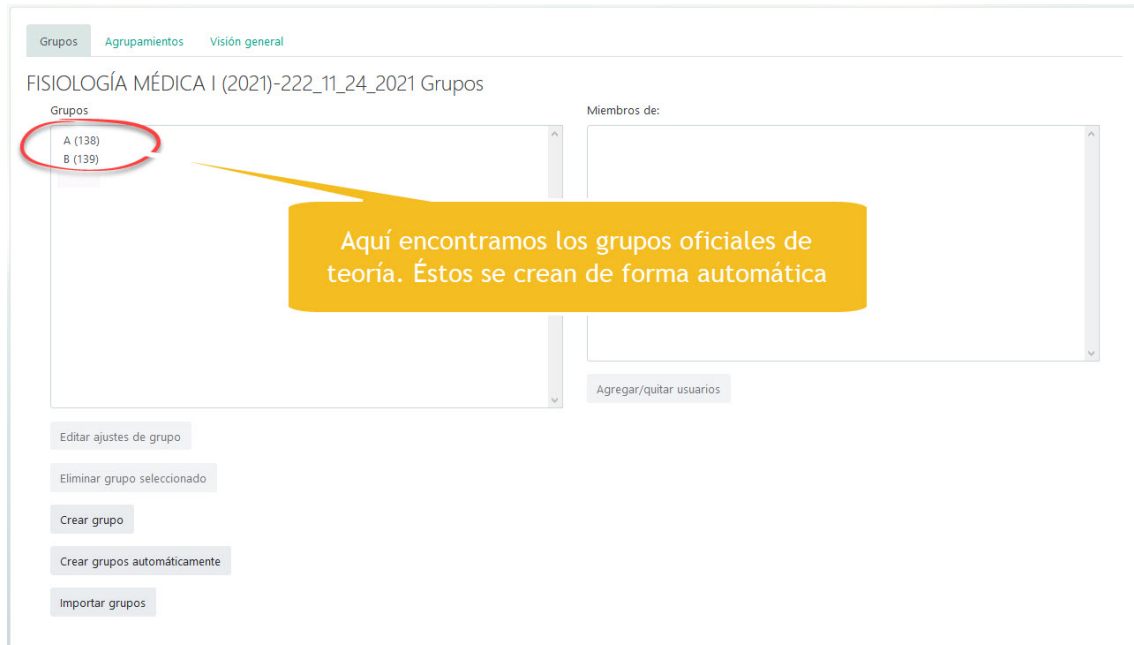 Grupos Agrupamientos Visión general
FISIOLOGÍA MÉDICA I (2021)-222_11_24_2021 Grupos
Grupos
A (138)
B (139)
Miembros de:
Aquí encontramos los grupos oficiales de
teoría. Éstos se crean de forma automática
Agregar/quitar usuarios
Editar ajustes de grupo
Eliminar grupo seleccionado
Crear grupo
Crear grupos automáticamente
Importar grupos